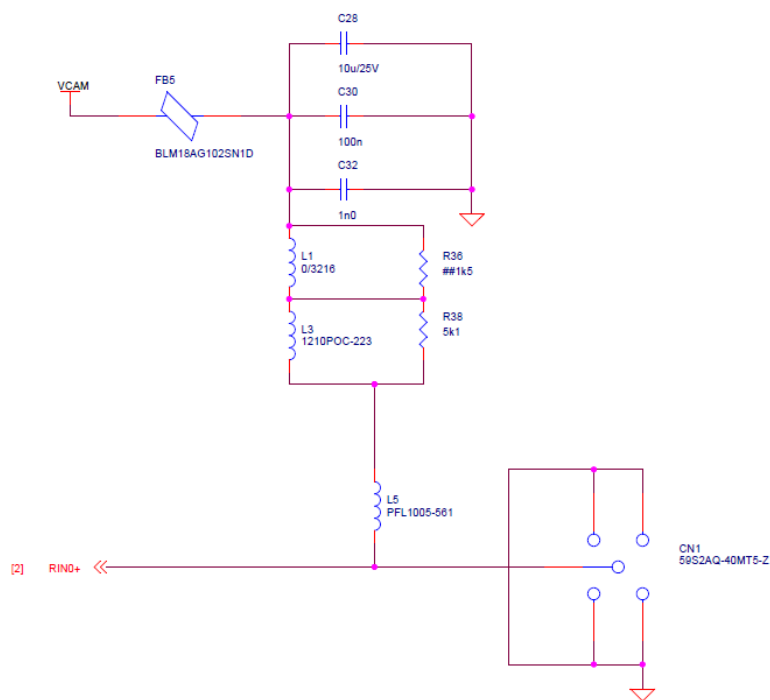 C28
10u/25V
VCAM
FB5
BLM18AG102SN1D
C30
100n
C32
1n0
L1
0/3216
R36
##1k5
L3
1210POC-223
R38
5k1
L5
PFL1005-561
[2] RIN0+
CN1
59S2AQ-40MT5-Z